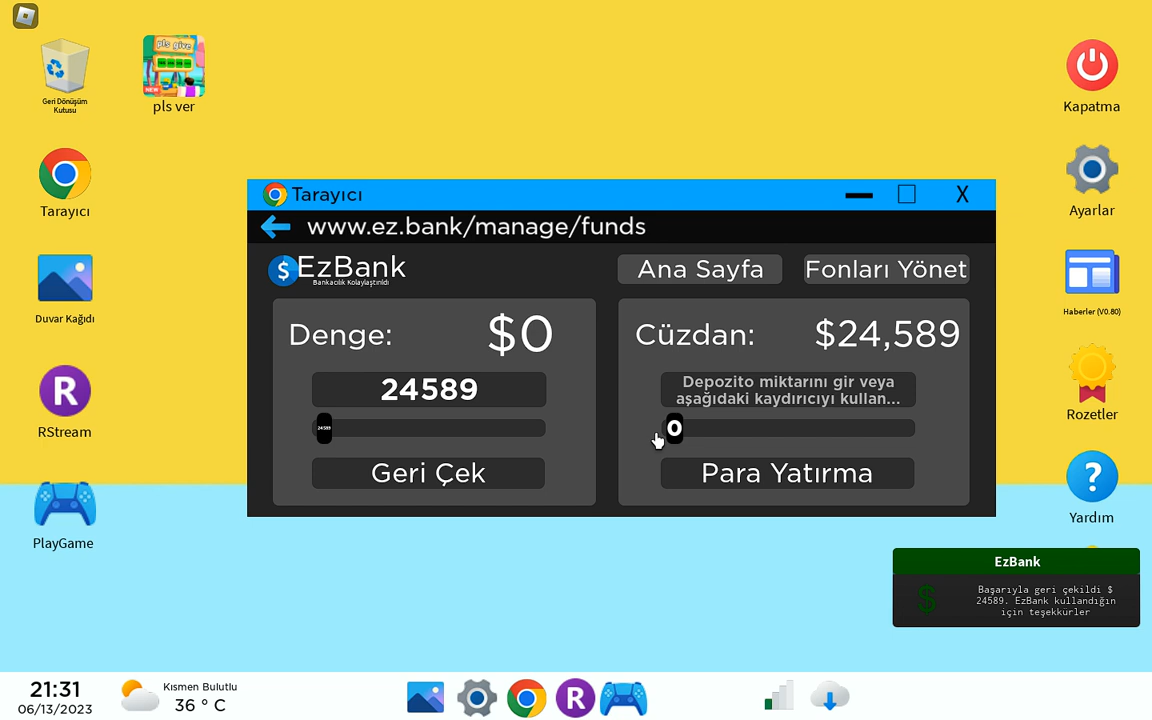 Geri Dönüşüm
Kutusu
pls give
NEW
pls ver
Kapatma
Tarayıcı
Ayarlar
Duvar Kağıdı
Haberler (V0.80)
R
RStream
Rozetler
PlayGame
?
Yardım
Tarayıcı
X
www.ez.bank/manage/funds
$
EzBank
Bankacılık Kolaylaştırıldı
Ana Sayfa
Fonları Yönet
Denge:
$0
24589
24589
Geri Çek
Cüzdan:
$24,589
Depozito miktarını gir veya
aşağıdaki kaydırıcıyı kullan...
0
Para Yatırma
EzBank
$
Başarıyla geri çekildi $
24589. EzBank kullandığın
için teşekkürler
21:31
06/13/2023
Kısmen Bulutlu
36 ° C
R